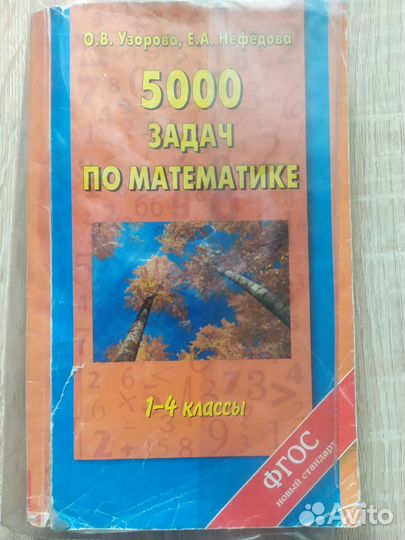 О.В. Узорова, Е.А. Нефёдова
5000
ЗАДАЧ
ПО МАТЕМАТИКЕ
1–4 классы
ФГОС
новый стандарт
Avito